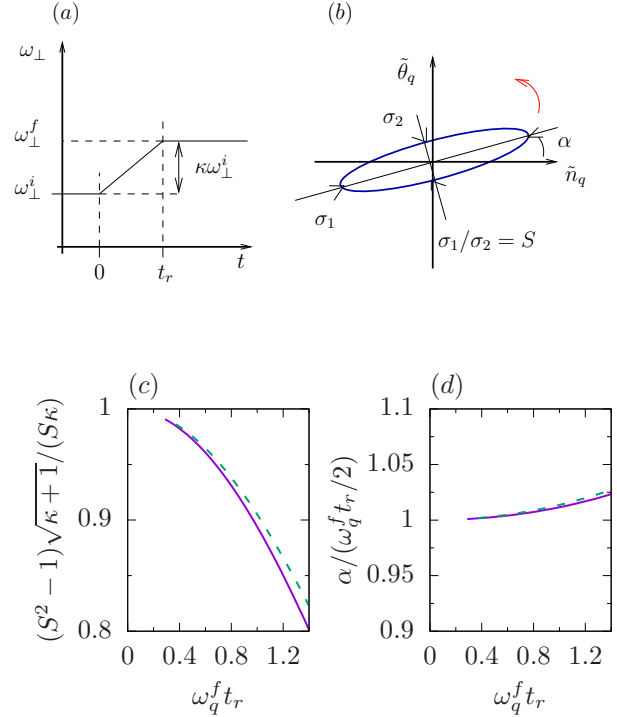 (a)
ω⊥
ω⊥^f
ω⊥^i
κω⊥^i
0
t_r
t
(b)
θ̃_q
σ_2
α
ñ_q
σ_1
σ_1/σ_2 = S
(c)
(S² − 1)√κ + 1/(Sκ)
1
0.9
0.8
0
0.4
0.8
1.2
ω_q^f t_r
(d)
α/(ω_q^f t_r/2)
1.1
1.05
1
0.95
0.9
0
0.4
0.8
1.2
ω_q^f t_r